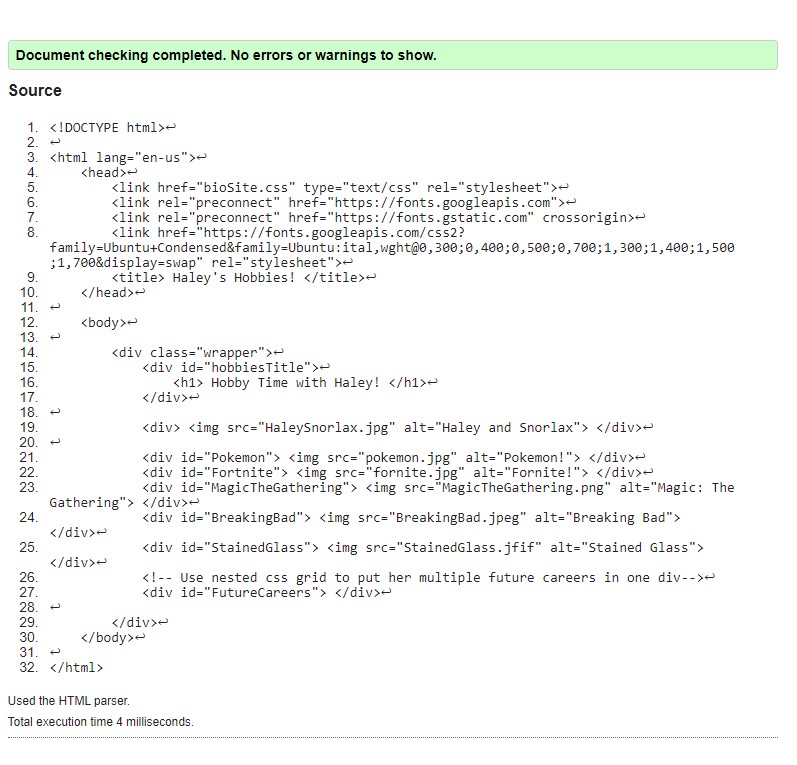 Document checking completed. No errors or warnings to show.
Source
1. <!DOCTYPE html>↩
2. ↩
3. <html lang="en-us">↩
4. <head>↩
5. <link href="bioSite.css" type="text/css" rel="stylesheet">↩
6. <link rel="preconnect" href="https://fonts.googleapis.com">↩
7. <link rel="preconnect" href="https://fonts.gstatic.com" crossorigin>↩
8. <link href="https://fonts.googleapis.com/css2?
family=Ubuntu+Condensed&family=Ubuntu:ital,wght@0,300;0,400;0,500;0,700;1,300;1,400;1,500
;1,700&display=swap" rel="stylesheet">↩
9. <title> Haley's Hobbies! </title>↩
10. </head>↩
11. ↩
12. <body>↩
13. ↩
14. <div class="wrapper">↩
15. <div id="hobbiesTitle">↩
16. <h1> Hobby Time with Haley! </h1>↩
17. </div>↩
18. ↩
19. <div> <img src="HaleySnorlax.jpg" alt="Haley and Snorlax"> </div>↩
20. ↩
21. <div id="Pokemon"> <img src="pokemon.jpg" alt="Pokemon!"> </div>↩
22. <div id="Fortnite"> <img src="fornite.jpg" alt="Fornite!"> </div>↩
23. <div id="MagicTheGathering"> <img src="MagicTheGathering.png" alt="Magic: The
Gathering"> </div>↩
24. <div id="BreakingBad"> <img src="BreakingBad.jpeg" alt="Breaking Bad">
</div>↩
25. <div id="StainedGlass"> <img src="StainedGlass.jfif" alt="Stained Glass">
</div>↩
26. <!-- Use nested css grid to put her multiple future careers in one div-->↩
27. <div id="FutureCareers"> </div>↩
28. ↩
29. </div>↩
30. </body>↩
31. ↩
32. </html>
Used the HTML parser.
Total execution time 4 milliseconds.